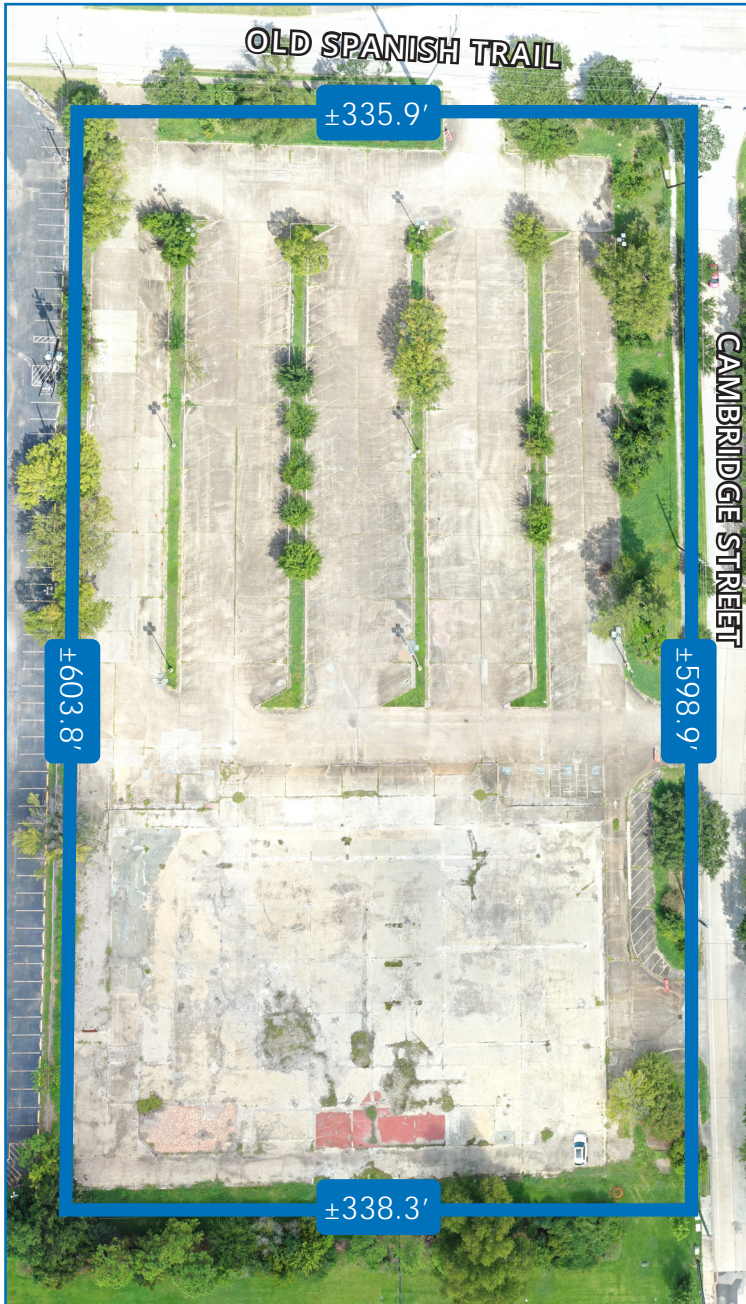 OLD SPANISH TRAIL
±335.9’
CAMBRIDGE STREET
±603.8’
±598.9’
±338.3’